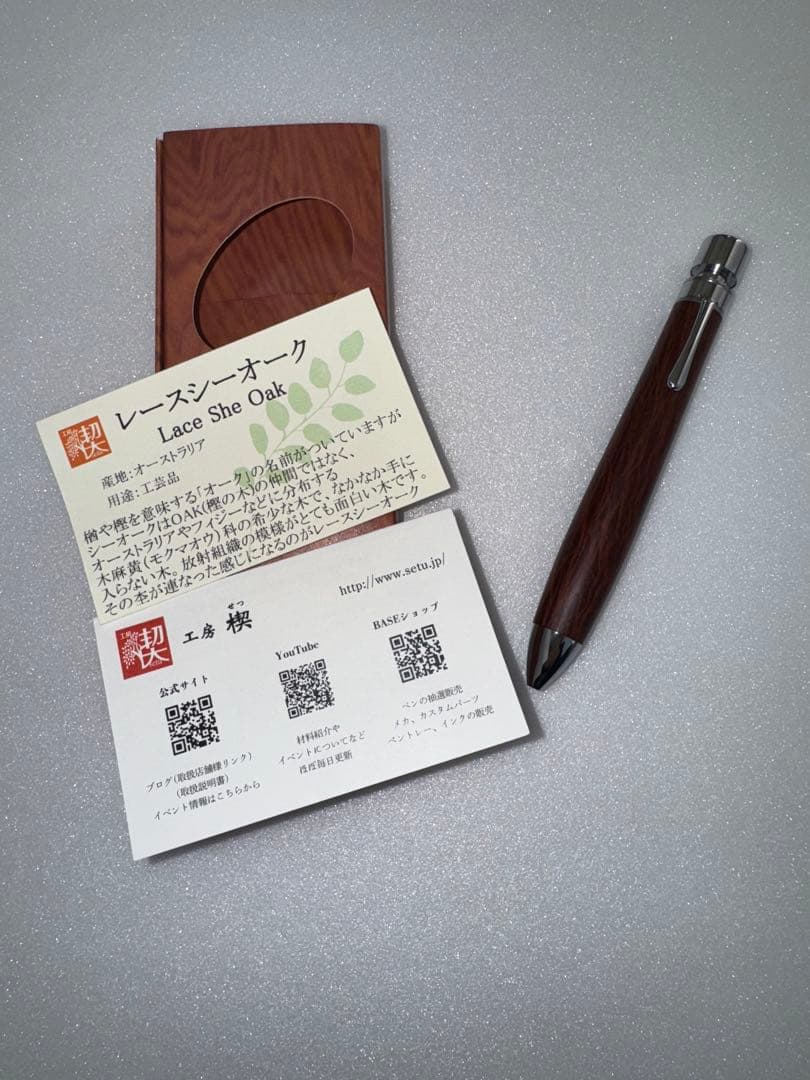 レースシーオーク
Lace She Oak
工房
楔
産地:オーストラリア
用途:工芸品
楢や樫を意味する「オーク」の名前がついていますが
シーオークはOAK(樫の木)の仲間ではなく、
オーストラリアやフィジーなどに分布する
木麻黄(モクマオウ)科の希少な木で、なかなか手に
入らない木。放射組織の模様がとても面白い木です。
その杢が連なった感じになるのがレースシーオーク
http://www.setu.jp/
工房
楔
せつ
工房 楔
公式サイト
ブログ(取扱店舗様リンク)
(取扱説明書)
イベント情報はこちらから
YouTube
材料紹介や
イベントについてなど
ほぼ毎日更新
BASEショップ
ペンの抽選販売
メカ、カスタムパーツ
ペントレー、インクの販売